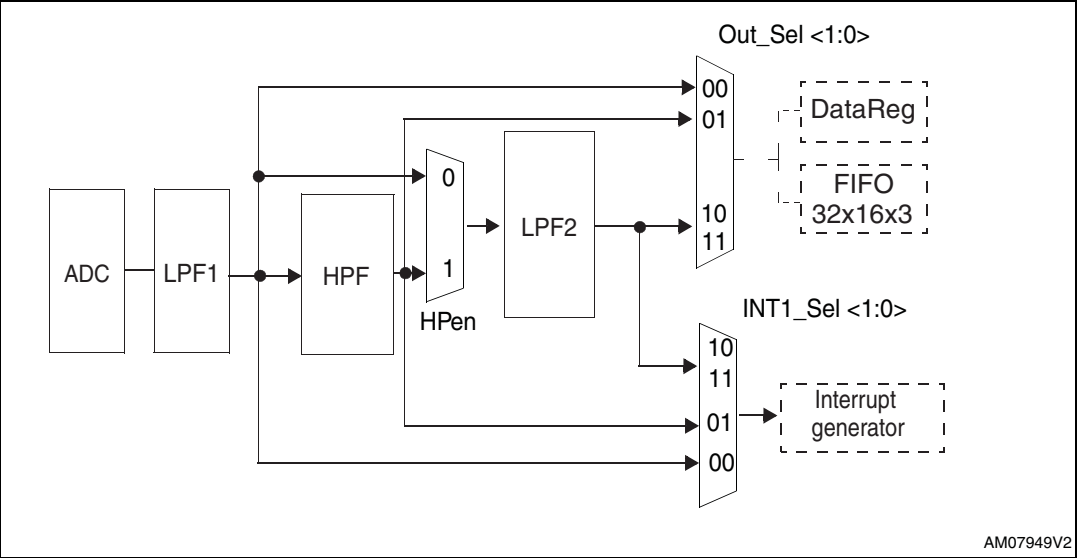 Out_Sel <1:0>
00
01
DataReg
0
FIFO
32x16x3
10
11
LPF2
ADC
LPF1
HPF
1
HPen
INT1_Sel <1:0>
10
11
01
00
Interrupt
generator
AM07949V2